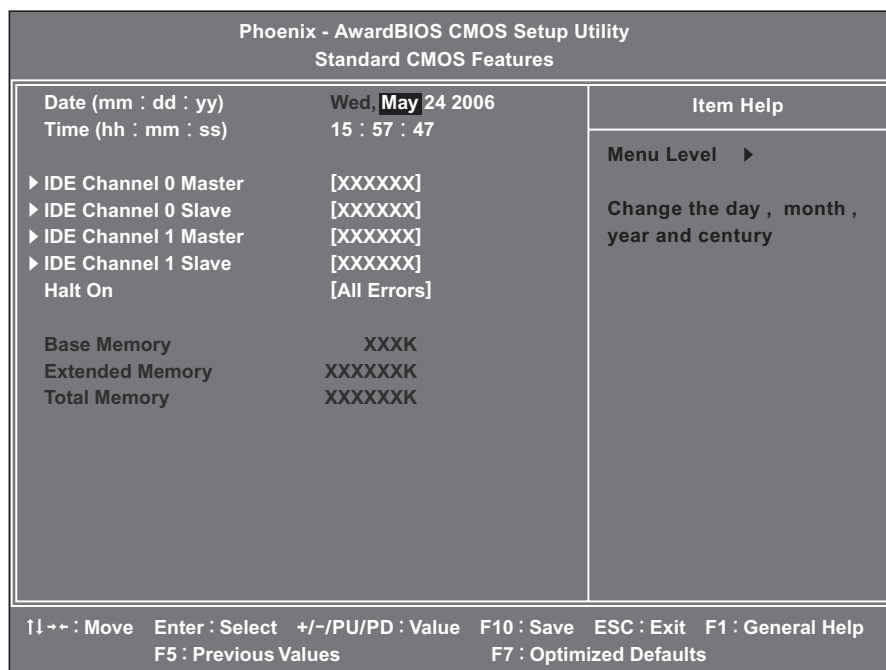 Phoenix - AwardBIOS CMOS Setup Utility
Standard CMOS Features
Date (mm : dd : yy) Wed, May 24 2006
Time (hh : mm : ss) 15 : 57 : 47
IDE Channel 0 Master [XXXXXX]
IDE Channel 0 Slave [XXXXXX]
IDE Channel 1 Master [XXXXXX]
IDE Channel 1 Slave [XXXXXX]
Halt On [All Errors]
Base Memory XXXK
Extended Memory XXXXXXK
Total Memory XXXXXXK
Item Help
Menu Level
Change the day , month ,
year and century
↑↓→← : Move Enter : Select +/-/PU/PD : Value F10 : Save ESC : Exit F1 : General Help
F5 : Previous Values F7 : Optimized Defaults